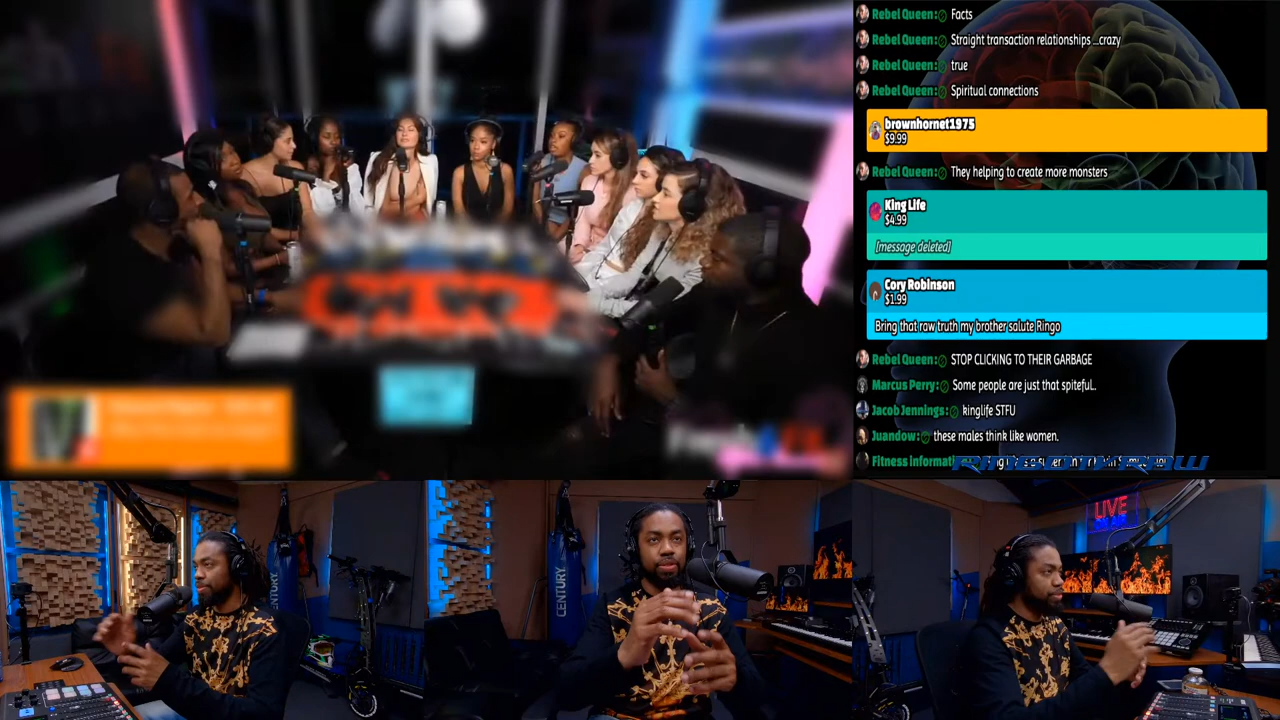 Rebel Queen: Facts
Rebel Queen: Straight transaction relationships ...crazy
Rebel Queen: true
Rebel Queen: Spiritual connections
brownhornet1975
$9.99
Rebel Queen: They helping to create more monsters
King Life
$4.99
[message deleted]
Cory Robinson
$1.99
Bring that raw truth my brother salute Ringo
Rebel Queen: STOP CLICKING TO THEIR GARBAGE
Marcus Perry: Some people are just that spiteful..
Jacob Jennings: kinglife STFU
Juandow: these males think like women.
Fitness informati
LIVE
CENTURY
CENTURY